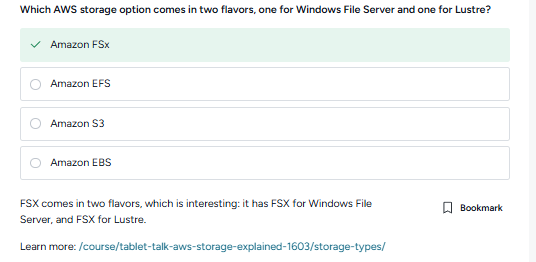 Which AWS storage option comes in two flavors, one for Windows File Server and one for Lustre?
Amazon FSx
Amazon EFS
Amazon S3
Amazon EBS
FSX comes in two flavors, which is interesting: it has FSX for Windows File
Server, and FSX for Lustre.
Bookmark
Learn more: /course/tablet-talk-aws-storage-explained-1603/storage-types/